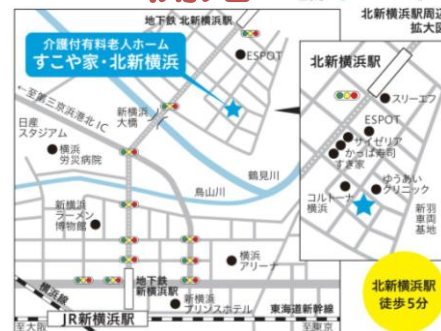 地下鉄 北新横浜駅
北新横浜駅周辺
拡大図
介護付有料老人ホーム
すこや家・北新横浜
ESPOT
北新横浜駅
←至第三京浜港北IC
新横浜
大橋
日産
スタジアム
横浜
労災病院
鶴見川
鳥山川
新横浜
ラーメン
博物館
横浜
アリーナ
地下鉄
新横浜駅
新横浜
プリンスホテル
横浜線
JR新横浜駅
東海道新幹線
至大阪
至東京
スリーエフ
ESPOT
サイゼリア
かっぱ寿司
すき家
ゆうあい
クリニック
コルトーナ
横浜
新羽
車両
基地
北新横浜駅
徒歩5分